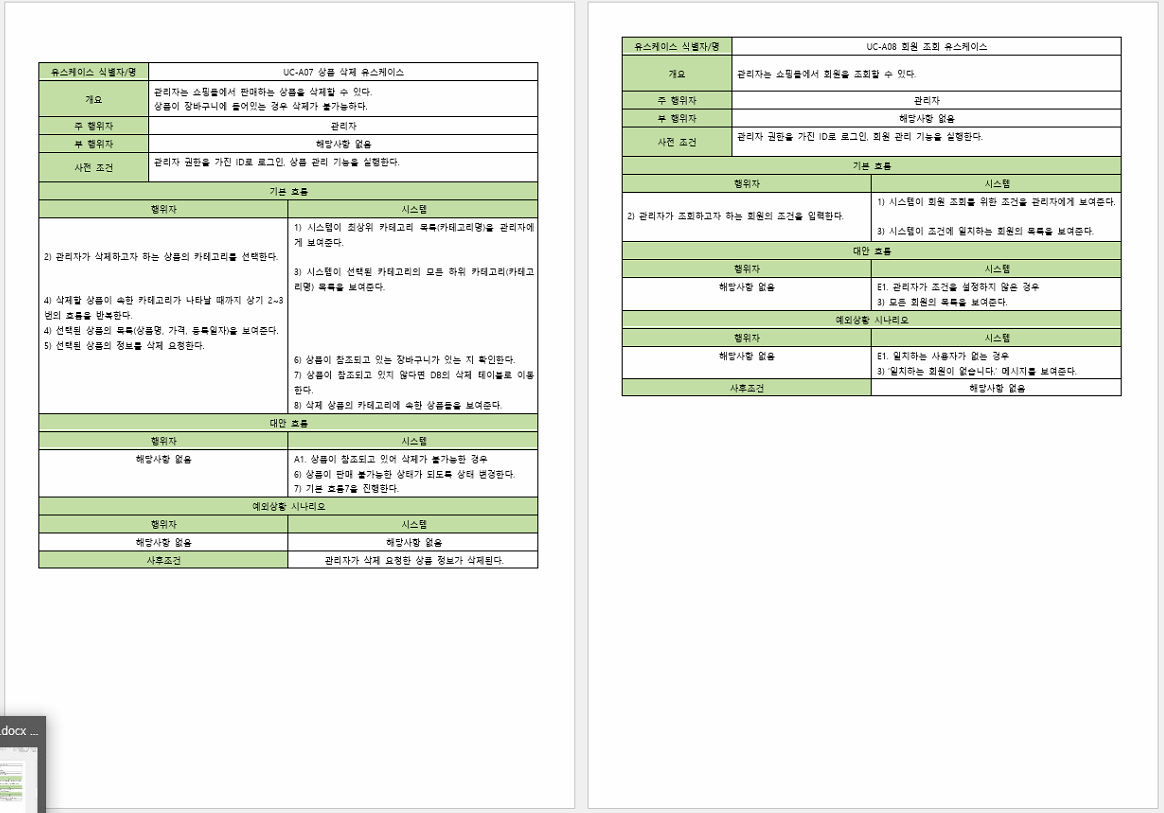 유스케이스 식별자/명
UC-A07 상품 삭제 유스케이스
개요
관리자는 쇼핑몰에서 판매하는 상품을 삭제할 수 있다.
상품이 장바구니에 들어있는 경우 삭제가 불가능하다.
주 행위자
관리자
부 행위자
해당사항 없음
사전 조건
관리자 권한을 가진 ID로 로그인, 상품 관리 기능을 실행한다.
기본 흐름
행위자
시스템
2) 관리자가 삭제하고자 하는 상품의 카테고리를 선택한다.
4) 삭제할 상품이 속한 카테고리가 나타날 때까지 상기 2~3
번의 흐름을 반복한다.
4) 선택된 상품의 목록(상품명, 가격, 등록일자)을 보여준다.
5) 선택된 상품의 정보를 삭제 요청한다.
1) 시스템이 최상위 카테고리 목록(카테고리명)을 관리자에
게 보여준다.
3) 시스템이 선택된 카테고리의 모든 하위 카테고리(카테고
리명) 목록을 보여준다.
6) 상품이 참조되고 있는 장바구니가 있는 지 확인한다.
7) 상품이 참조되고 있지 않다면 DB의 삭제 테이블로 이동
한다.
8) 삭제 상품의 카테고리에 속한 상품들을 보여준다.
대안 흐름
행위자
시스템
해당사항 없음
A1. 상품이 참조되고 있어 삭제가 불가능한 경우
6) 상품이 판매 불가능한 상태가 되도록 상태 변경한다.
7) 기본 흐름7을 진행한다.
예외상황 시나리오
행위자
시스템
해당사항 없음
해당사항 없음
사후조건
관리자가 삭제 요청한 상품 정보가 삭제된다.
유스케이스 식별자/명
UC-A08 회원 조회 유스케이스
개요
관리자는 쇼핑몰에서 회원을 조회할 수 있다.
주 행위자
관리자
부 행위자
해당사항 없음
사전 조건
관리자 권한을 가진 ID로 로그인, 회원 관리 기능을 실행한다.
기본 흐름
행위자
시스템
2) 관리자가 조회하고자 하는 회원의 조건을 입력한다.
1) 시스템이 회원 조회를 위한 조건을 관리자에게 보여준다.
3) 시스템이 조건에 일치하는 회원의 목록을 보여준다.
대안 흐름
행위자
시스템
해당사항 없음
E1. 관리자가 조건을 설정하지 않은 경우
3) 모든 회원의 목록을 보여준다.
예외상황 시나리오
행위자
시스템
해당사항 없음
E1. 일치하는 사용자가 없는 경우
3) '일치하는 회원이 없습니다.' 메시지를 보여준다.
사후조건
해당사항 없음
.docx ...